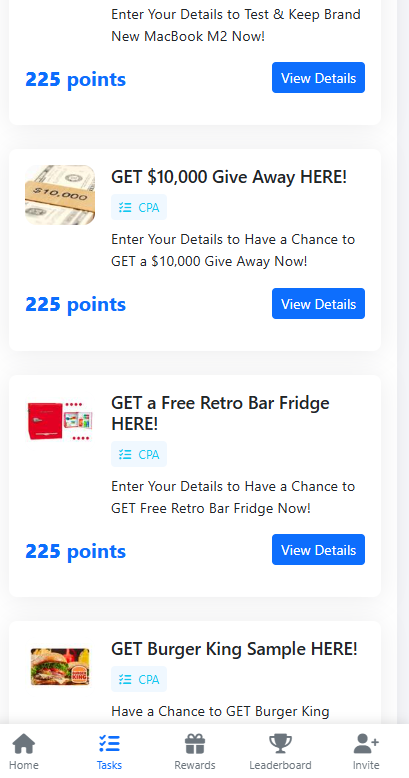 Enter Your Details to Test & Keep Brand
New MacBook M2 Now!
225 points
View Details
$10,000
GET $10,000 Give Away HERE!
CPA
Enter Your Details to Have a Chance to
GET a $10,000 Give Away Now!
225 points
View Details
GET a Free Retro Bar Fridge
HERE!
CPA
Enter Your Details to Have a Chance to
GET Free Retro Bar Fridge Now!
225 points
View Details
BURGER
KING
GET Burger King Sample HERE!
CPA
Have a Chance to GET Burger King
Home
Tasks
Rewards
Leaderboard
Invite